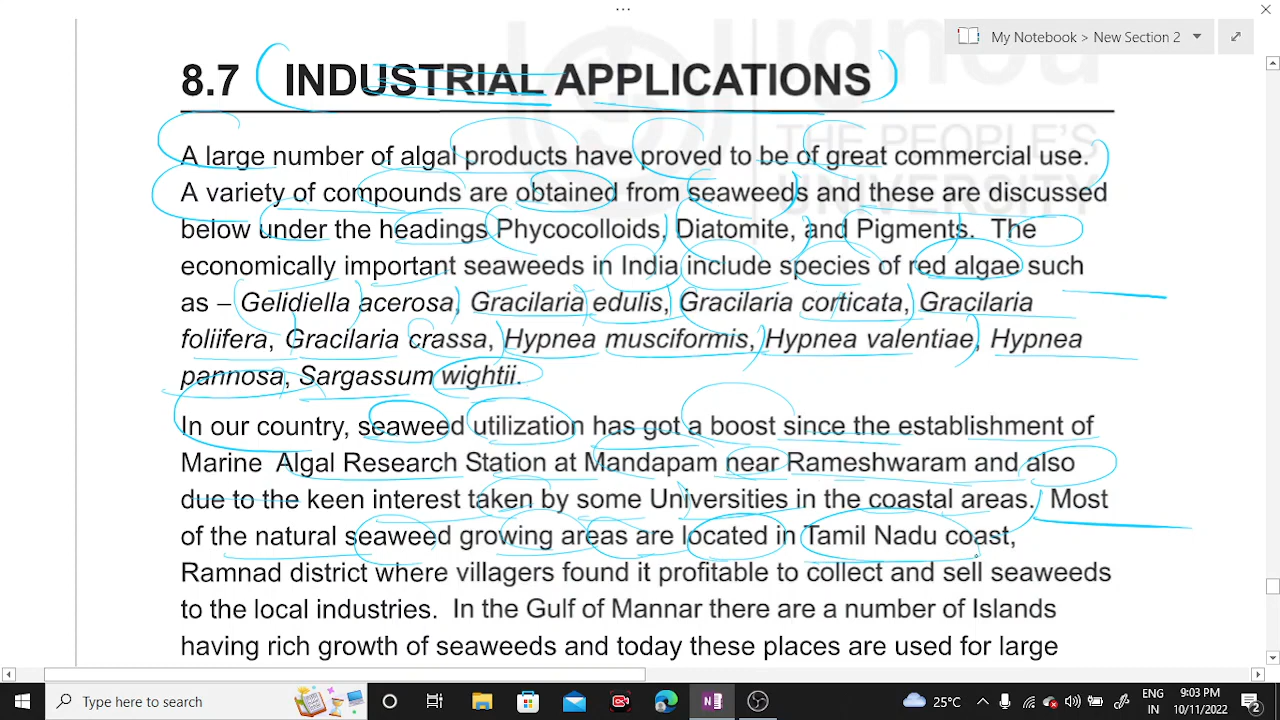 ...
My Notebook > New Section 2
ignou
8.7 INDUSTRIAL APPLICATIONS
THE PEOPLE'S
UNIVERSITY
A large number of algal products have proved to be of great commercial use.
A variety of compounds are obtained from seaweeds and these are discussed
below under the headings Phycocolloids, Diatomite, and Pigments. The
economically important seaweeds in India include species of red algae such
as – Gelidiella acerosa, Gracilaria edulis, Gracilaria corticata, Gracilaria
foliifera, Gracilaria crassa, Hypnea musciformis, Hypnea valentiae, Hypnea
pannosa, Sargassum wightii.
In our country, seaweed utilization has got a boost since the establishment of
Marine Algal Research Station at Mandapam near Rameshwaram and also
due to the keen interest taken by some Universities in the coastal areas. Most
of the natural seaweed growing areas are located in Tamil Nadu coast,
Ramnad district where villagers found it profitable to collect and sell seaweeds
to the local industries. In the Gulf of Mannar there are a number of Islands
having rich growth of seaweeds and today these places are used for large
Type here to search
25°C
ENG
IN
9:03 PM
10/11/2022
2